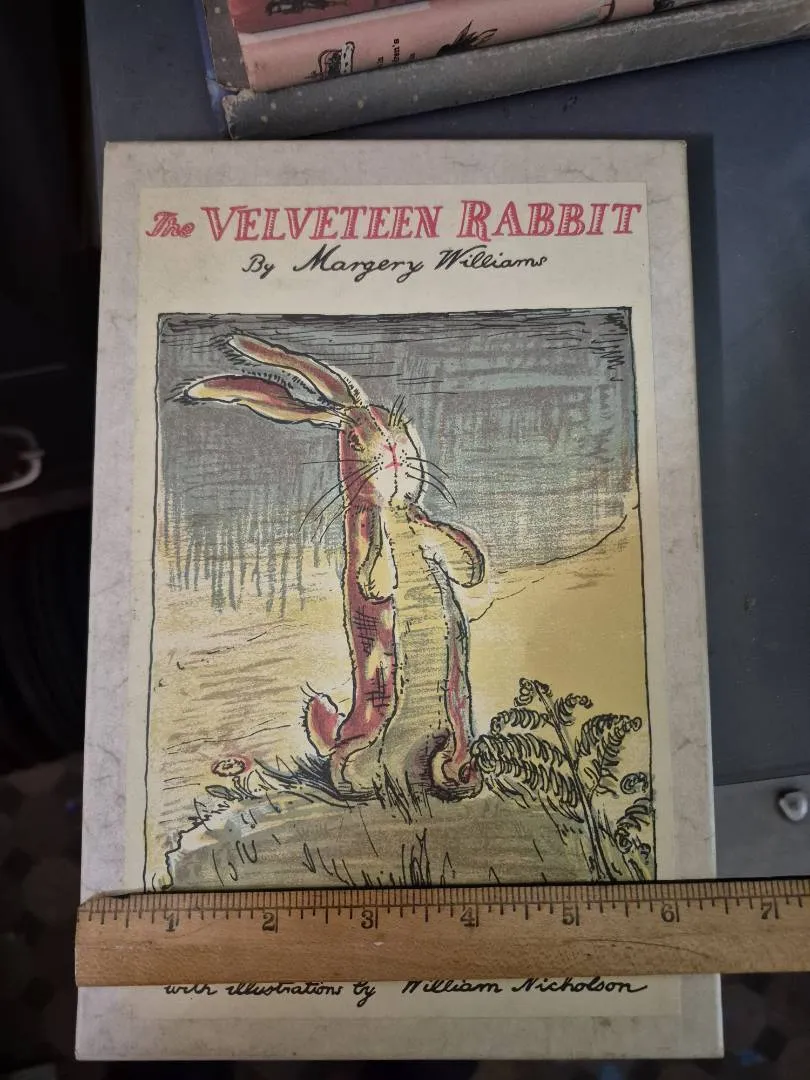 The VELVETEEN RABBIT
By Margery Williams
1 2 3 4 5 6 7
with illustrations by William Nicholson